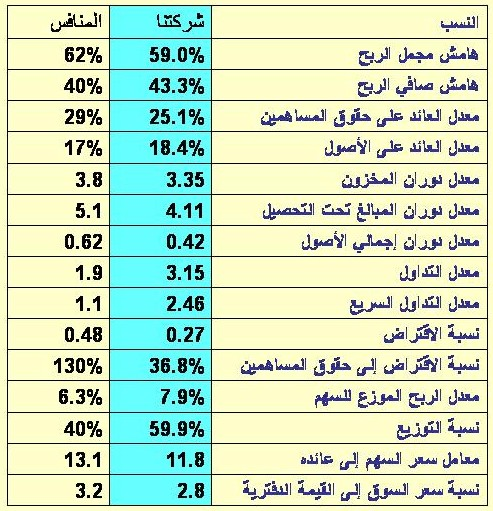 النسب شركتنا المنافس
هامش مجمل الربح 59.0% 62%
هامش صافي الربح 43.3% 40%
معدل العائد على حقوق المساهمين 25.1% 29%
معدل العائد على الأصول 18.4% 17%
معدل دوران المخزون 3.35 3.8
معدل دوران المبالغ تحت التحصيل 4.11 5.1
معدل دوران إجمالي الأصول 0.42 0.62
معدل التداول 3.15 1.9
معدل التداول السريع 2.46 1.1
نسبة الاقتراض 0.27 0.48
نسبة الاقتراض إلى حقوق المساهمين 36.8% 130%
معدل الربح الموزع للسهم 7.9% 6.3%
نسبة التوزيع 59.9% 40%
معامل سعر السهم إلى عائده 11.8 13.1
نسبة سعر السوق إلى القيمة الدفترية 2.8 3.2